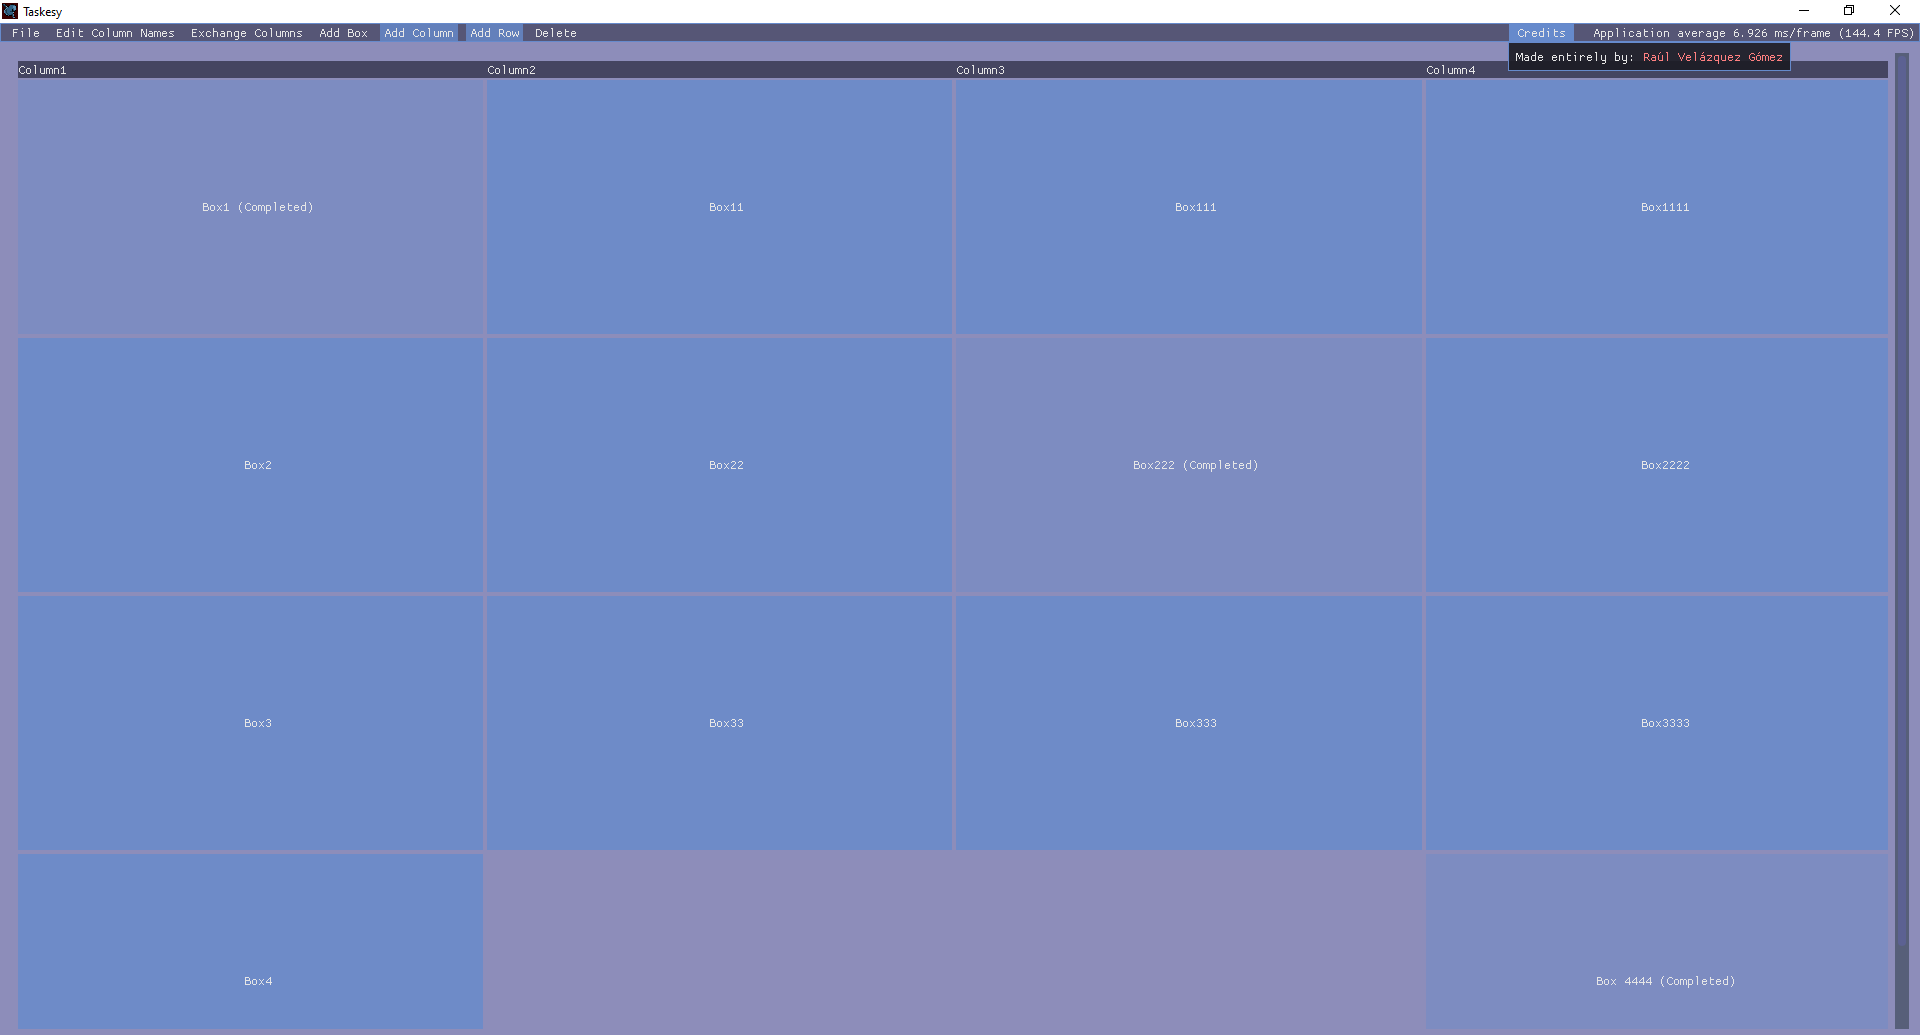 Taskesy
File Edit Column Names Exchange Columns Add Box Add Column Add Row Delete Credits Application average 6.926 ms/frame (144.4 FPS)
Made entirely by: Raúl Velázquez Gómez
Column1 Column2 Column3 Column4
Box1 (Completed) Box11 Box111 Box1111
Box2 Box22 Box222 (Completed) Box2222
Box3 Box33 Box333 Box3333
Box4 Box 4444 (Completed)